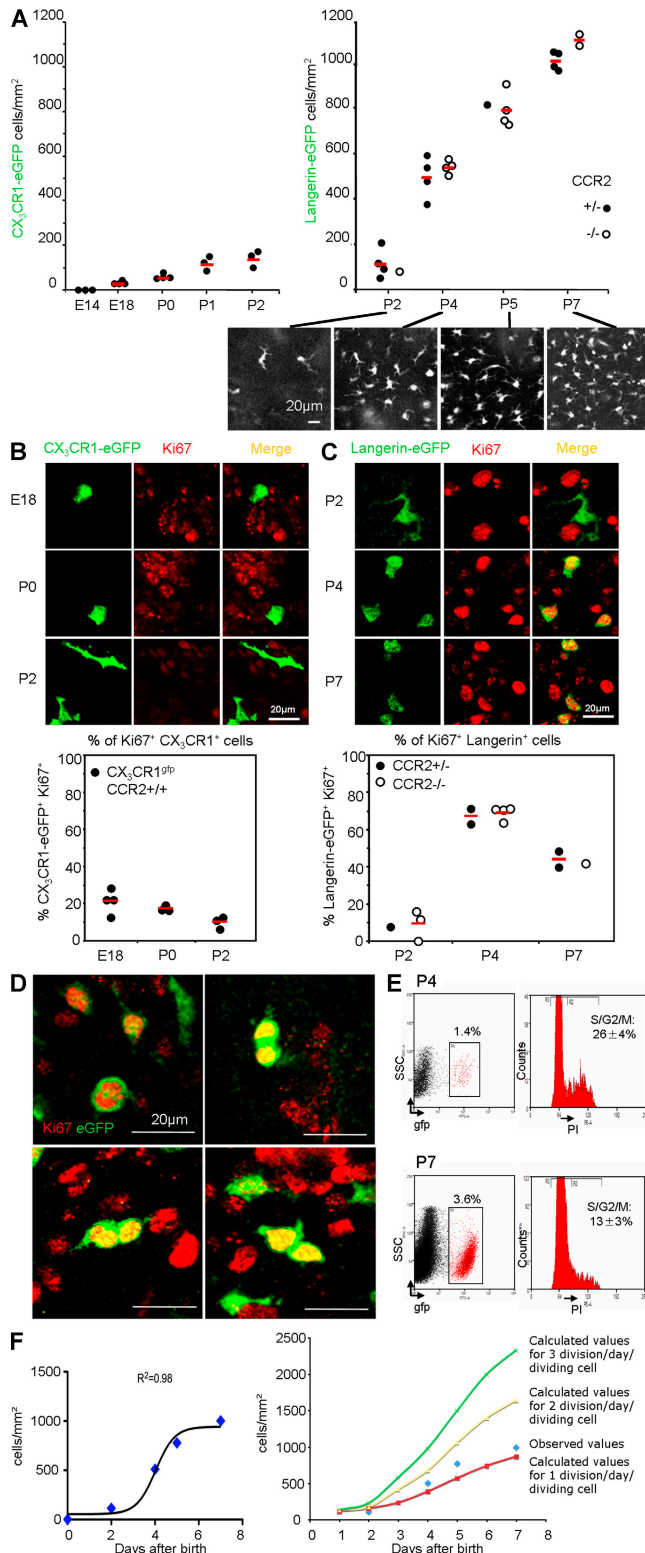 A
CX3CR1-eGFP cells/mm2
1200
1000
800
600
400
200
0
E14 E18 P0 P1 P2
Langerin-eGFP cells/mm2
1200
1000
800
600
400
200
0
CCR2
+/-
-/-
P2 P4 P5 P7
20µm
B
CX3CR1-eGFP Ki67 Merge
E18
P0
P2
20µm
C
Langerin-eGFP Ki67 Merge
P2
P4
P7
20µm
% of Ki67+ CX3CR1+ cells
% CX3CR1-eGFP+ Ki67+
100
80
60
40
20
0
CX3CR1gfp
CCR2+/+
E18 P0 P2
% of Ki67+ Langerin+ cells
% Langerin-eGFP+ Ki67+
100
80
60
40
20
0
CCR2+/-
CCR2-/-
P2 P4 P7
D
Ki67 eGFP
20µm
E
P4
SSC
1.4%
gfp
Counts
S/G2/M:
26±4%
PI
P7
SSC
3.6%
gfp
Counts
S/G2/M:
13±3%
PI
F
cells/mm2
1500
1000
500
0
R2=0.98
0 2 4 6 8
Days after birth
cells/mm2
2500
2000
1500
1000
500
0
0 1 2 3 4 5 6 7 8
Days after birth
Calculated values
for 3 division/day/
dividing cell
Calculated values
for 2 division/day/
dividing cell
Observed values
Calculated values
for 1 division/day/
dividing cell